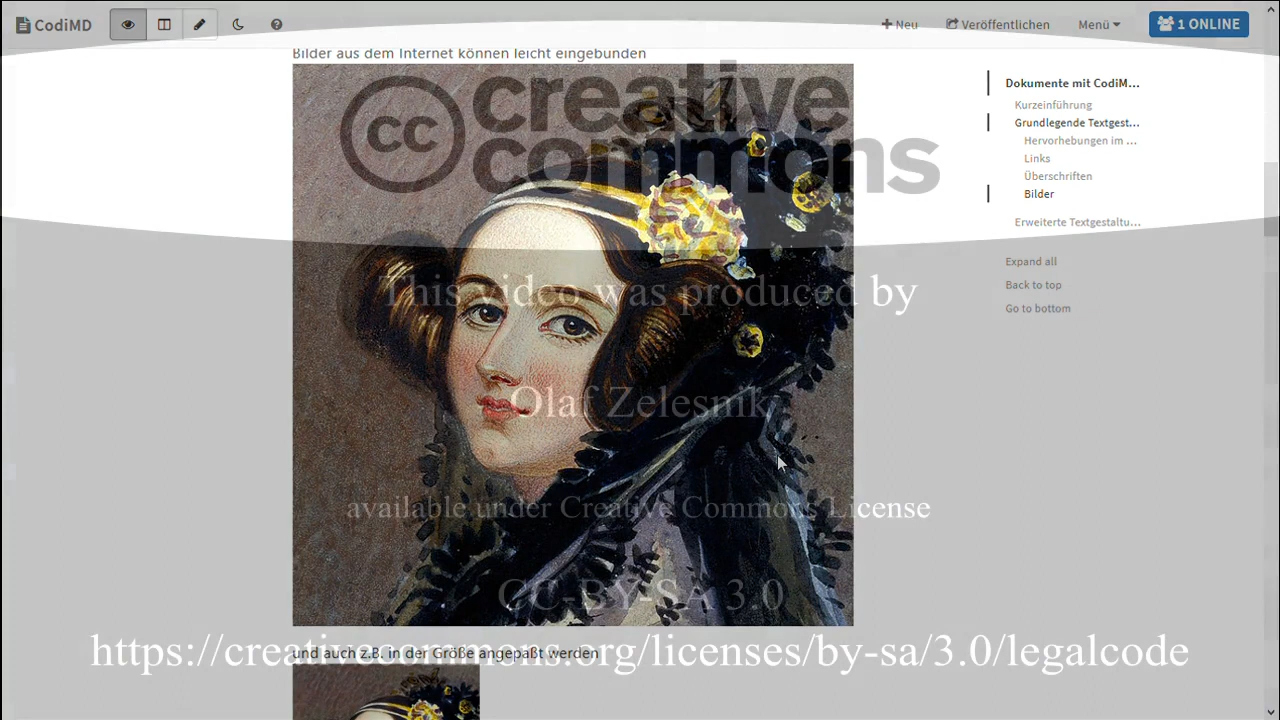 CodiMD
Neu
Veröffentlichen
Menü
1 ONLINE
Bilder aus dem Internet können leicht eingebunden
cc creative
commons
This video was produced by
Olaf Zelesnik
available under Creative Commons License
CC-BY-SA 3.0
https://creativecommons.org/licenses/by-sa/3.0/legalcode
und auch z.B. in der Größe angepaßt werden
Dokumente mit CodiM...
Kurzeinführung
Grundlegende Textgest...
Hervorhebungen im ...
Links
Überschriften
Bilder
Erweiterte Textgestaltu...
Expand all
Back to top
Go to bottom